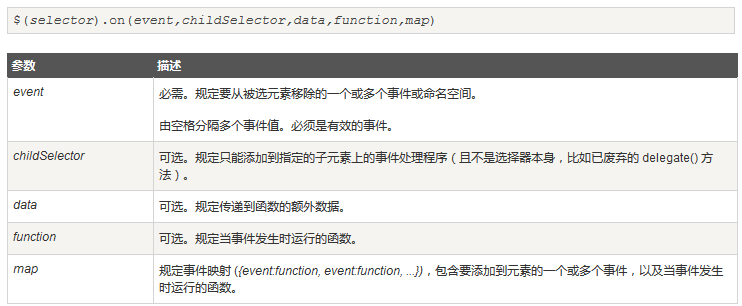 $(selector).on(event,childSelector,data,function,map)
参数 描述
event 必需。规定要从被选元素移除的一个或多个事件或命名空间。
由空格分隔多个事件值。必须是有效的事件。
childSelector 可选。规定只能添加到指定的子元素上的事件处理程序（且不是选择器本身，比如已废弃的 delegate() 方
法）。
data 可选。规定传递到函数的额外数据。
function 可选。规定当事件发生时运行的函数。
map 规定事件映射 ({event:function, event:function, ...})，包含要添加到元素的一个或多个事件，以及当事件发生
时运行的函数。